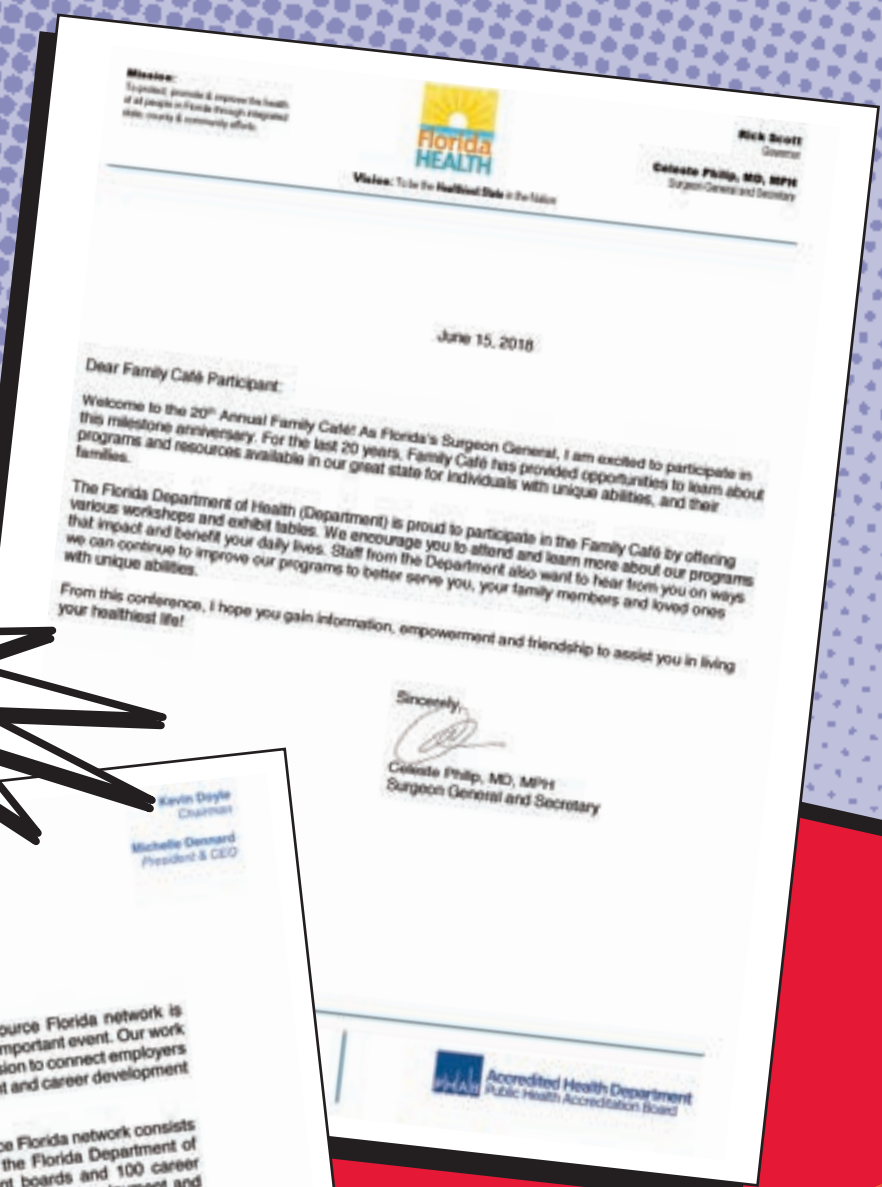 Mission:
To protect, promote & improve the health
of all people in Florida through integrated
state, county & community efforts.
Florida
HEALTH
Vision: To be the Healthiest State in the Nation
Rick Scott
Governor
Celeste Philip, MD, MPH
Surgeon General and Secretary
June 15, 2018
Dear Family Café Participant:
Welcome to the 20th Annual Family Café! As Florida's Surgeon General, I am excited to participate in
this milestone anniversary. For the last 20 years, Family Café has provided opportunities to learn about
programs and resources available in our great state for individuals with unique abilities, and their
families.
The Florida Department of Health (Department) is proud to participate in the Family Café by offering
various workshops and exhibit tables. We encourage you to attend and learn more about our programs
that impact and benefit your daily lives. Staff from the Department also want to hear from you on ways
we can continue to improve our programs to better serve you, your family members and loved ones
with unique abilities.
From this conference, I hope you gain information, empowerment and friendship to assist you in living
your healthiest life!
Sincerely,
Celeste Philip, MD, MPH
Surgeon General and Secretary
PHAB
Accredited Health Department
Public Health Accreditation Board
Kevin Doyle
Chairman
Michelle Dennard
President & CEO
Florida network is
important event. Our work
to connect employers
and career development
Florida network consists
the Florida Department of
boards and 100 career
and